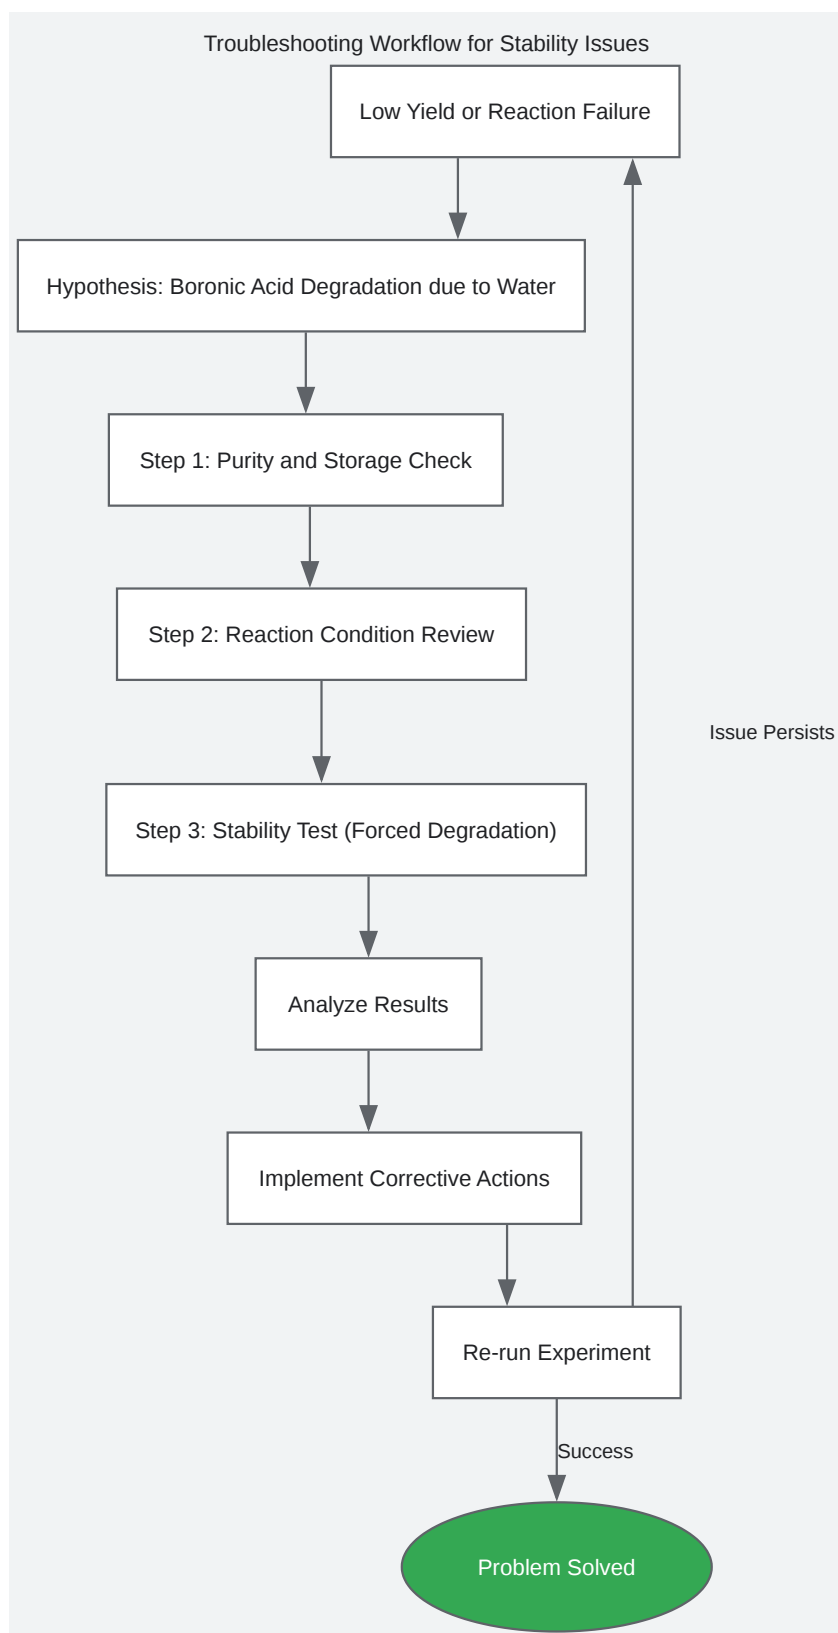 Troubleshooting Workflow for Stability Issues
Low Yield or Reaction Failure
Hypothesis: Boronic Acid Degradation due to Water
Step 1: Purity and Storage Check
Step 2: Reaction Condition Review
Issue Persists
Step 3: Stability Test (Forced Degradation)
Analyze Results
Implement Corrective Actions
Re-run Experiment
Success
Problem Solved